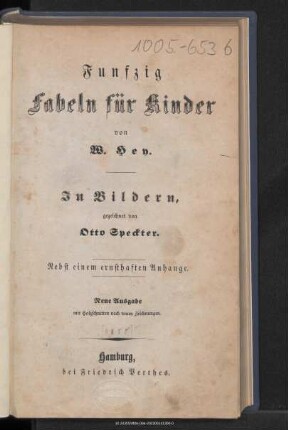 1005-653 6
Funfzig
Fabeln für Kinder
von
W. Hey.
In Bildern,
gezeichnet von
Otto Speckter.
Nebst einem ernsthaften Anhange.
Neue Ausgabe
mit Holzschnitten nach neuen Zeichnungen.
Hamburg,
bei Friedrich Perthes.